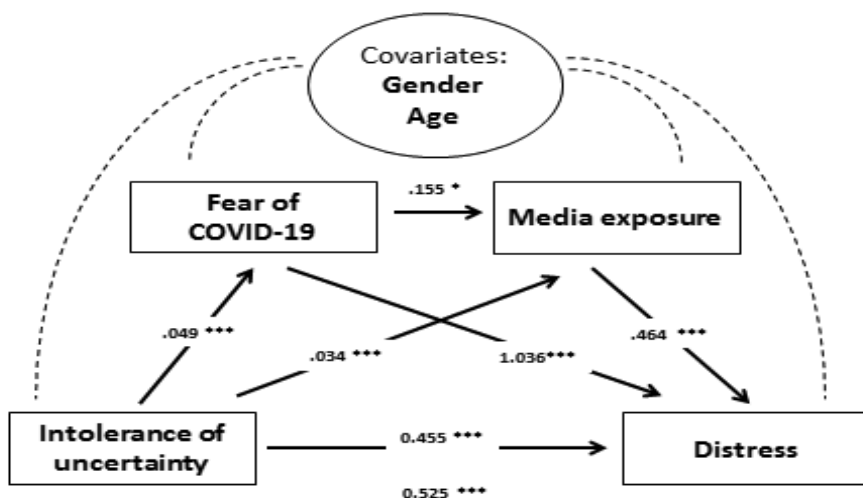 Covariates:
Gender
Age
Fear of
COVID-19
.155 *
Media exposure
.049 ***
.034 ***
1.036***
.464 ***
Intolerance of
uncertainty
0.455 ***
0.525 ***
Distress